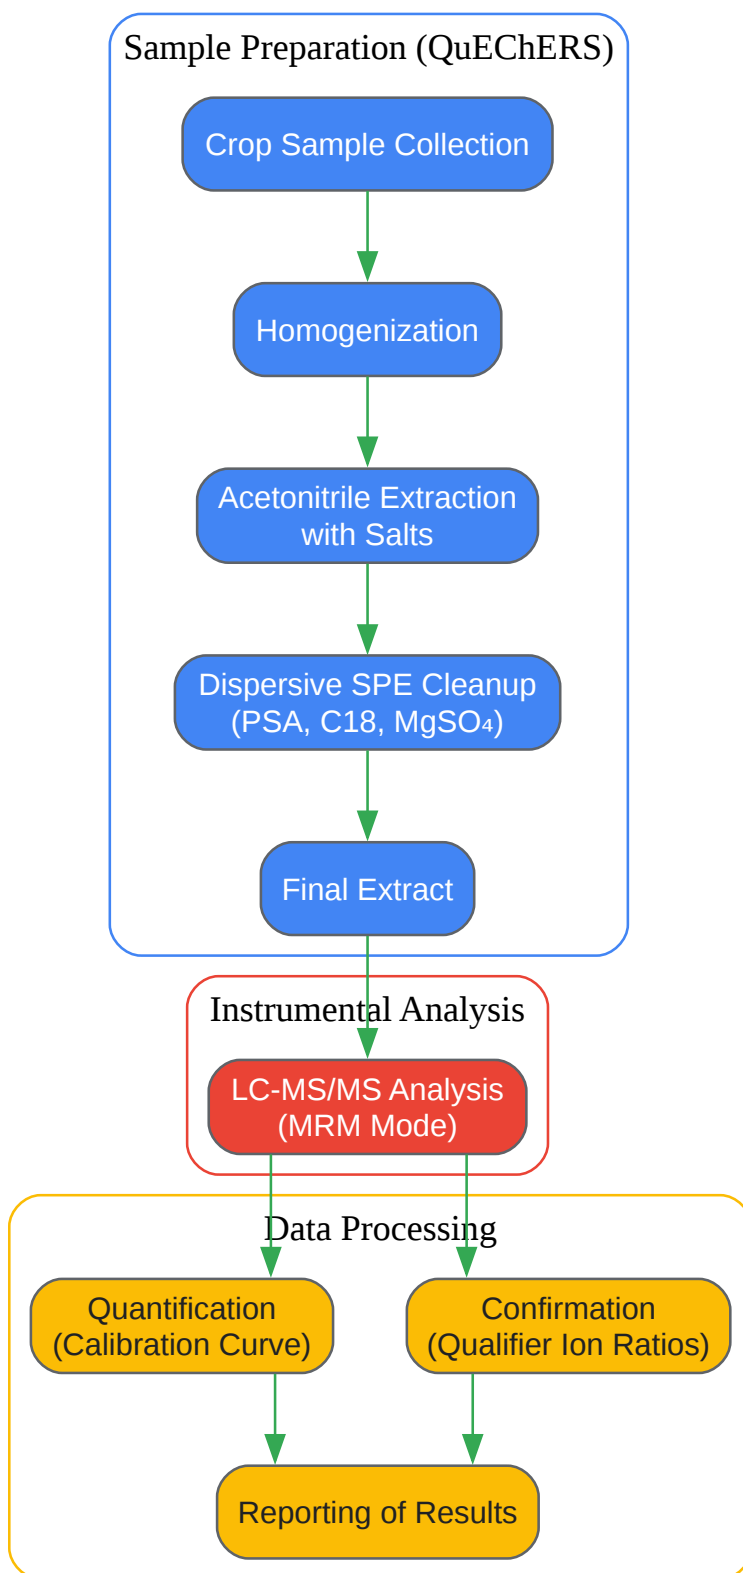 Sample Preparation (QuEChERS)
Crop Sample Collection
Homogenization
Acetonitrile Extraction
with Salts
Dispersive SPE Cleanup
(PSA, C18, MgSO₄)
Final Extract
Instrumental Analysis
LC-MS/MS Analysis
(MRM Mode)
Data Processing
Quantification
(Calibration Curve)
Confirmation
(Qualifier Ion Ratios)
Reporting of Results